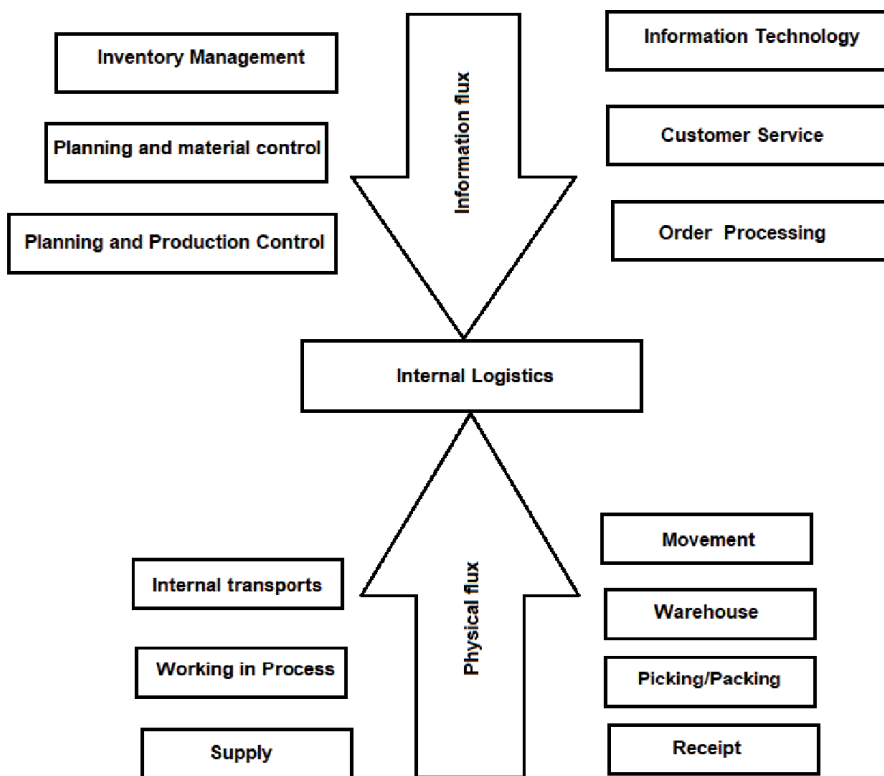 Inventory Management
Information Technology
Information flux
Planning and material control
Customer Service
Planning and Production Control
Order Processing
Internal Logistics
Movement
Internal transports
Physical flux
Warehouse
Working in Process
Picking/Packing
Supply
Receipt